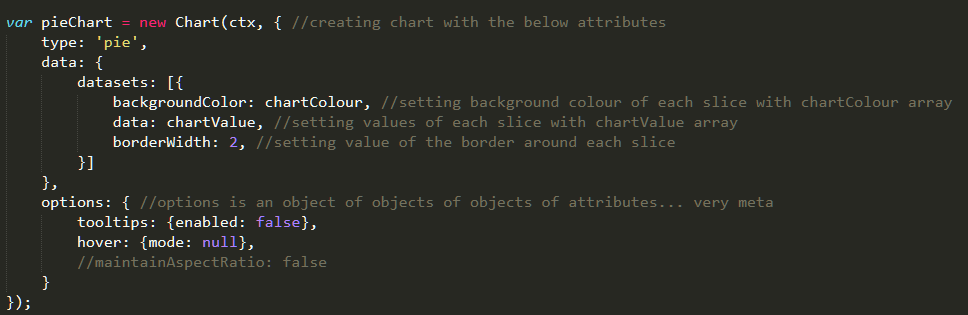 var pieChart = new Chart(ctx, { //creating chart with the below attributes
    type: 'pie',
    data: {
        datasets: [{
            backgroundColor: chartColour, //setting background colour of each slice with chartColour array
            data: chartValue, //setting values of each slice with chartValue array
            borderWidth: 2, //setting value of the border around each slice
        }]
    },
    options: { //options is an object of objects of objects of attributes... very meta
        tooltips: {enabled: false},
        hover: {mode: null},
        //maintainAspectRatio: false
    }
});